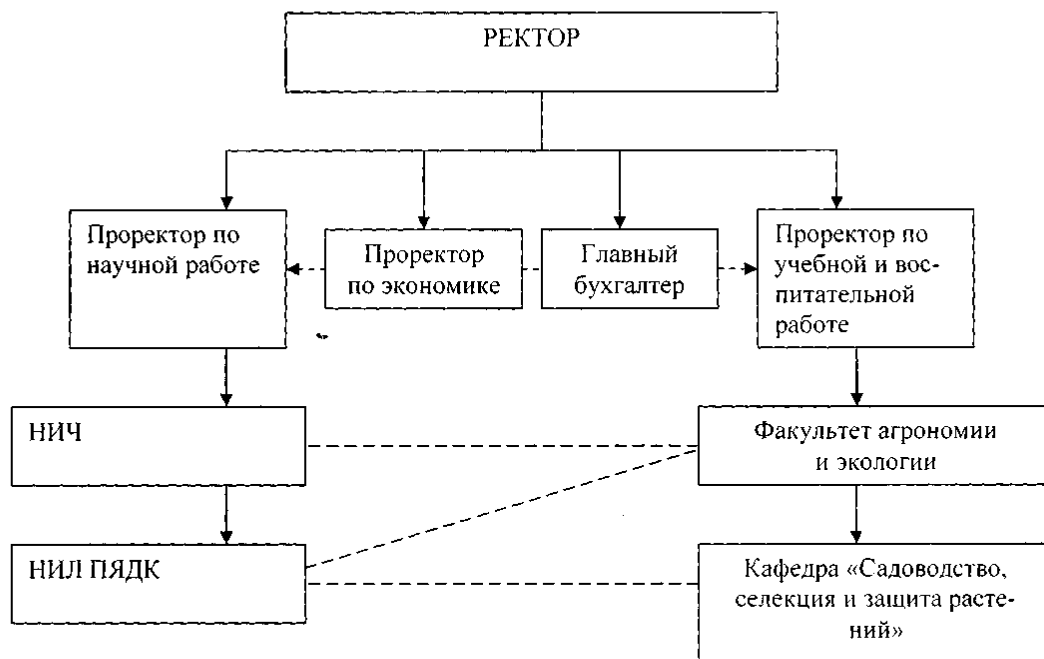 РЕКТОР
Проректор по
научной работе
Проректор
по экономике
Главный
бухгалтер
Проректор по
учебной и вос-
питательной
работе
НИЧ
Факультет агрономии
и экологии
НИЛ ПЯДК
Кафедра «Садоводство,
селекция и защита расте-
ний»